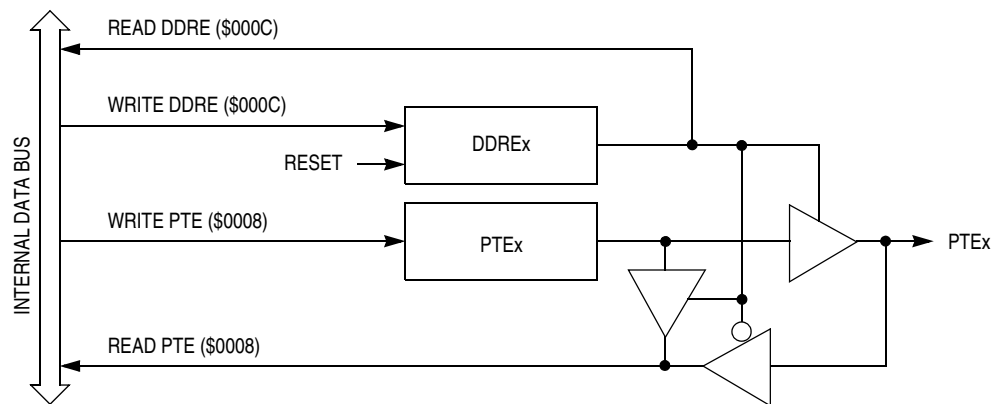 READ DDRE ($000C)
WRITE DDRE ($000C)
DDREx
RESET
INTERNAL DATA BUS
WRITE PTE ($0008)
PTEx
PTEx
READ PTE ($0008)